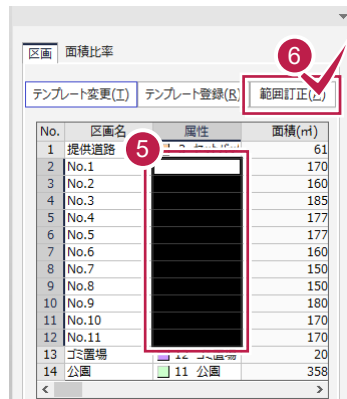 区画 面積比率
6
テンプレート変更(T) テンプレート登録(R) 範囲訂正
No. 区画名 属性 面積(㎡)
5
1 提供道路 61
2 No.1 170
3 No.2 160
4 No.3 185
5 No.4 177
6 No.5 177
7 No.6 160
8 No.7 150
9 No.8 150
10 No.9 180
11 No.10 170
12 No.11 170
13 ゴミ置場 12 ゴミ置場 20
14 公園 11 公園 358